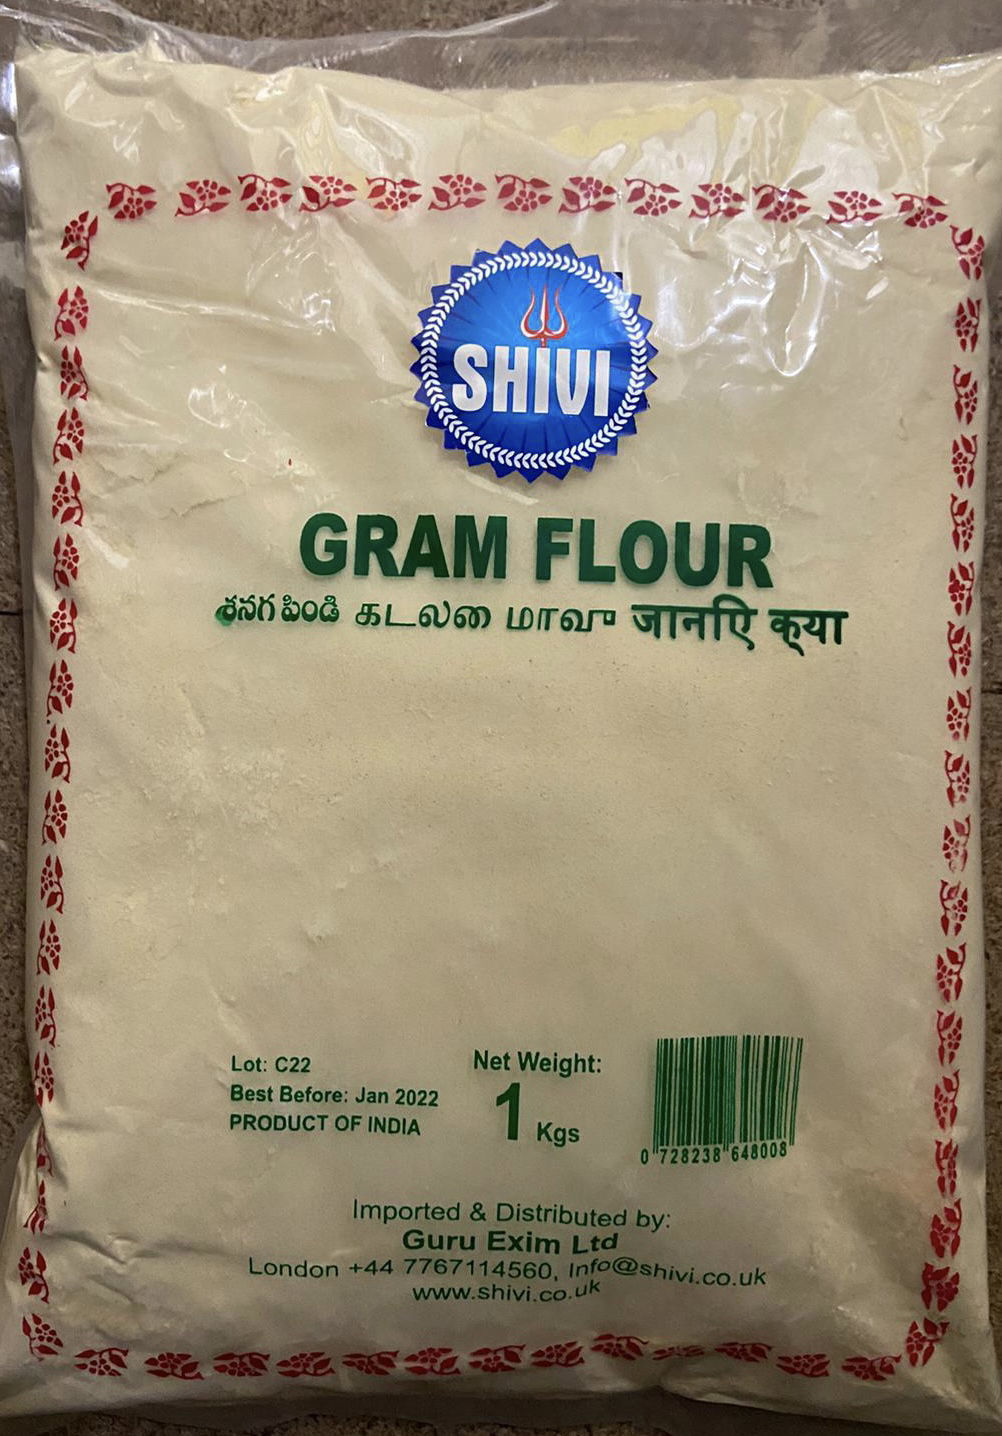 SHIVI
GRAM FLOUR
శనగ పిండి கடலை மாவு जानिए क्या
Lot: C22
Best Before: Jan 2022
PRODUCT OF INDIA
Net Weight:
1 Kgs
0 728238 648008
Imported & Distributed by:
Guru Exim Ltd
London +44 7767114560, Info@shivi.co.uk
www.shivi.co.uk